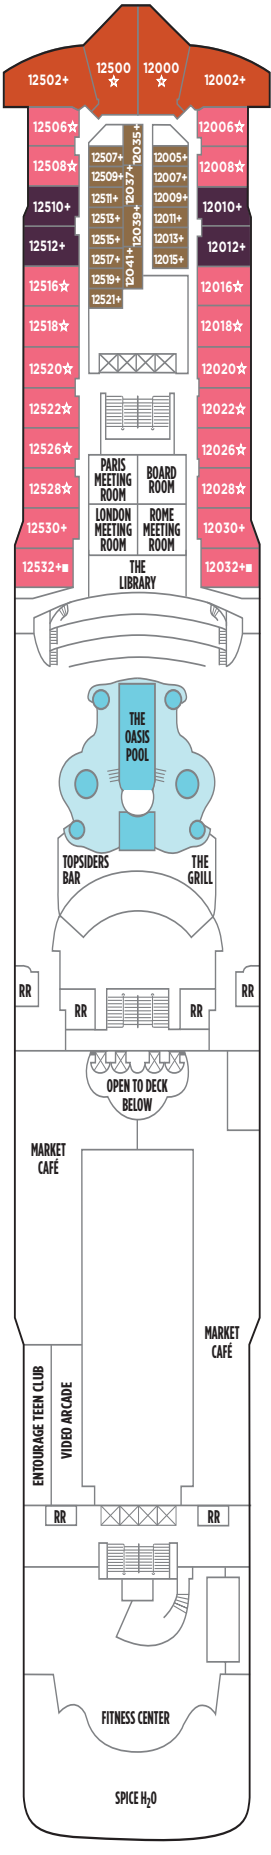 12502+
12500
☆
12000
☆
12002+
12506☆
12035+
12006☆
12508☆
12507+
12509+
12511+
12513+
12515+
12517+
12519+
12521+
12037+
12039+
12041+
12005+
12007+
12009+
12011+
12013+
12015+
12008☆
12510+
12010+
12512+
12012+
12516☆
12016☆
12518☆
12018☆
12520☆
12020☆
12522☆
12022☆
12526☆
12026☆
12528☆
12028☆
PARIS
MEETING
ROOM
BOARD
ROOM
12530+
12030+
LONDON
MEETING
ROOM
ROME
MEETING
ROOM
12532+■
12032+■
THE
LIBRARY
THE
OASIS
POOL
TOPSIDERS
BAR
THE
GRILL
RR
RR
RR
RR
OPEN TO DECK
BELOW
MARKET
CAFÉ
MARKET
CAFÉ
ENTOURAGE TEEN CLUB
VIDEO ARCADE
RR
RR
FITNESS CENTER
SPICE H2O